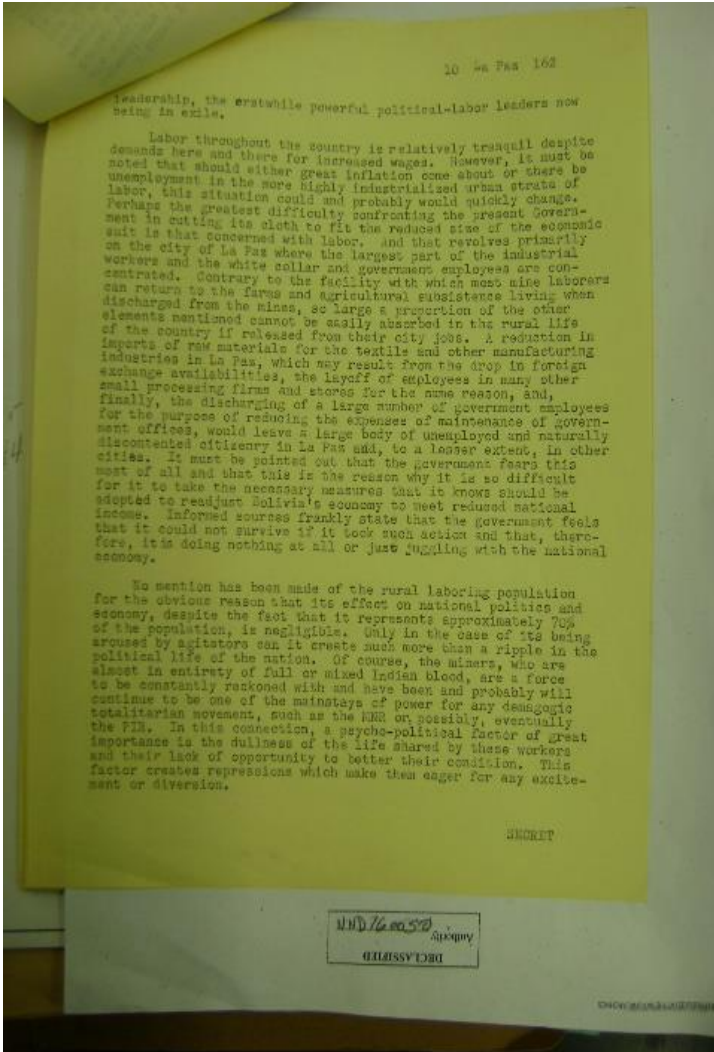 10 La Paz 162
leadership, the erstwhile powerful political-labor leaders now
being in exile.
Labor throughout the country is relatively tranquil despite
demands here and there for increased wages. However, it must be
noted that should either great inflation come about or there be
unemployment in the more highly industrialized urban strata of
labor, this situation could and probably would quickly change.
Perhaps the greatest difficulty confronting the present Govern-
ment in cutting its cloth to fit the reduced size of the economic
suit is that concerned with labor. And that revolves primarily
on the city of La Paz where the largest part of the industrial
workers and the white collar and government employees are con-
centrated. Contrary to the facility with which most mine laborers
can return to the farms and agricultural subsistence living when
discharged from the mines, so large a proportion of the other
elements mentioned cannot be easily absorbed in the rural life
of the country if released from their city jobs. A reduction in
imports of raw materials for the textile and other manufacturing
industries in La Paz, which may result from the drop in foreign
exchange availabilities, the layoff of employees in many other
small processing firms and stores for the same reason, and,
finally, the discharging of a large number of government employees
for the purpose of reducing the expenses of maintenance of govern-
ment offices, would leave a large body of unemployed and naturally
discontented citizenry in La Paz and, to a lesser extent, in other
cities. It must be pointed out that the government fears this
most of all and that this is the reason why it is so difficult
for it to take the necessary measures that it knows should be
adopted to readjust Bolivia's economy to meet reduced national
income. Informed sources frankly state that the government feels
that it could not survive if it took such action and that, there-
fore, it is doing nothing at all or just juggling with the national
economy.
No mention has been made of the rural laboring population
for the obvious reason that its effect on national politics and
economy, despite the fact that it represents approximately 70%
of the population, is negligible. Only in the case of its being
aroused by agitators can it create much more than a ripple in the
political life of the nation. Of course, the miners, who are
almost in entirety of full or mixed Indian blood, are a force
to be constantly reckoned with and have been and probably will
continue to be one of the mainstays of power for any demagogic
totalitarian movement, such as the MNR or, possibly, eventually
the PIR. In this connection, a psycho-political factor of great
importance is the dullness of the life shared by these workers
and their lack of opportunity to better their condition. This
factor creates repressions which make them eager for any excite-
ment or diversion.
SECRET
NND 760050
Authority
DECLASSIFIED